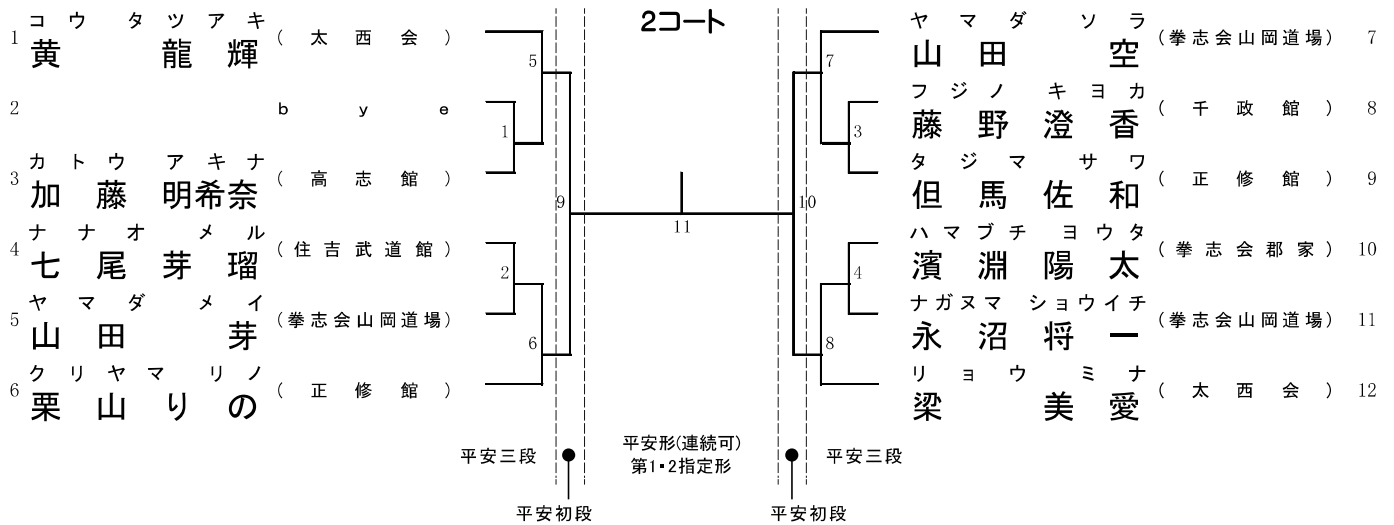 2コート
コウ タツアキ
1 黄 龍輝 (太西会)
2 bye
カトウ アキナ
3 加藤 明希奈 (高志館)
ナナオ メル
4 七尾芽瑠 (住吉武道館)
ヤマダ メイ
5 山田 芽 (拳志会山岡道場)
クリヤマ リノ
6 栗山りの (正修館)
5
1
9
2
6
11
7
3
10
4
8
ヤマダ ソラ
山田 空 (拳志会山岡道場) 7
フジノ キヨカ
藤野澄香 (千政館) 8
タジマ サワ
但馬佐和 (正修館) 9
ハマブチ ヨウタ
濱淵陽太 (拳志会郡家) 10
ナガヌマ ショウイチ
永沼将一 (拳志会山岡道場) 11
リョウ ミナ
梁 美愛 (太西会) 12
平安三段
平安形(連続可)
第1・2指定形
平安三段
平安初段
平安初段